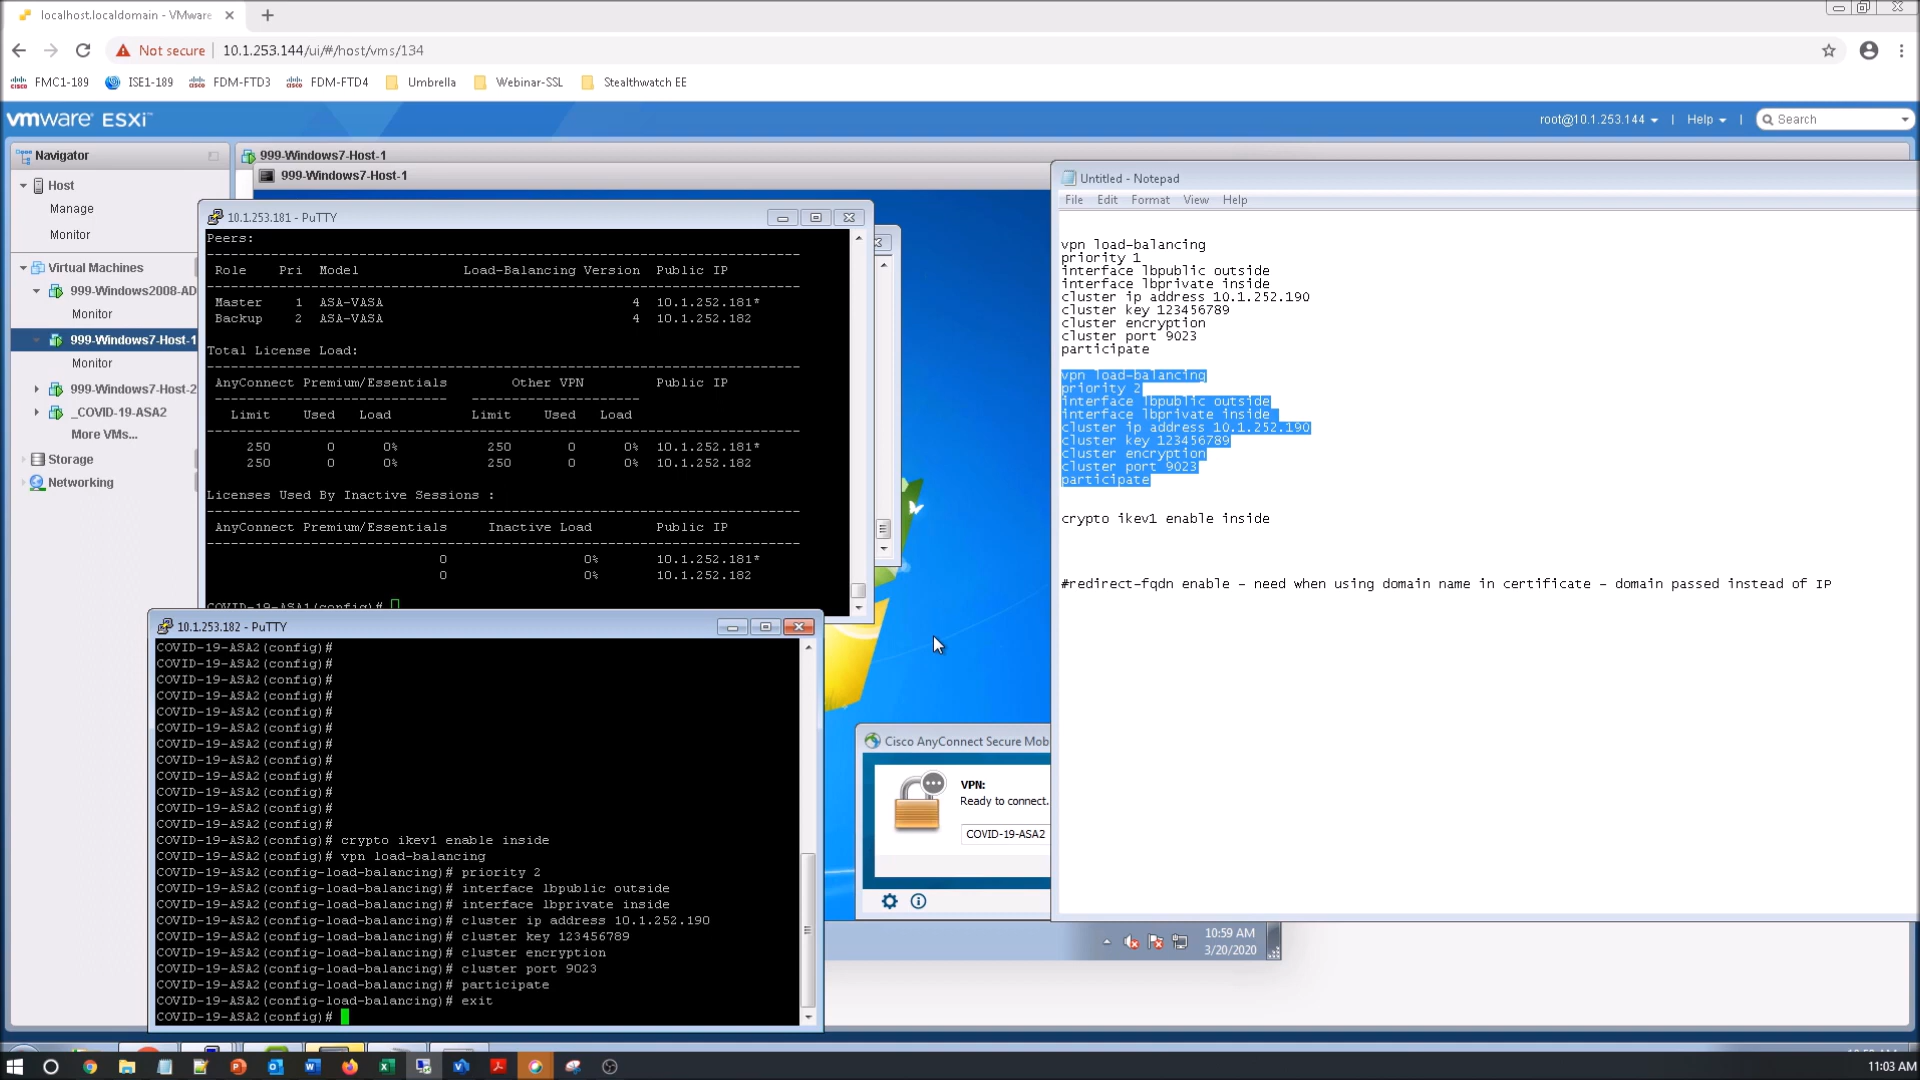 localhost.localdomain - VMware
Not secure | 10.1.253.144/ui/#/host/vms/134
FMC1-189 ISE1-189 FDM-FTD3 FDM-FTD4 Umbrella Webinar-SSL Stealthwatch EE
vmware ESXi
root@10.1.253.144 | Help | Search
Navigator
Host
Manage
Monitor
Virtual Machines
999-Windows2008-AD
Monitor
999-Windows7-Host-1
Monitor
999-Windows7-Host-2
_COVID-19-ASA2
More VMs...
Storage
Networking
999-Windows7-Host-1
999-Windows7-Host-1
10.1.253.181 - PuTTY
Peers:
Role Pri Model Load-Balancing Version Public IP
Master 1 ASA-VASA 4 10.1.252.181*
Backup 2 ASA-VASA 4 10.1.252.182
Total License Load:
AnyConnect Premium/Essentials Other VPN Public IP
Limit Used Load Limit Used Load
250 0 0% 250 0 0% 10.1.252.181*
250 0 0% 250 0 0% 10.1.252.182
Licenses Used By Inactive Sessions :
AnyConnect Premium/Essentials Inactive Load Public IP
0 0% 10.1.252.181*
0 0% 10.1.252.182
COVID-19-ASA1(config)#
10.1.253.182 - PuTTY
COVID-19-ASA2(config)#
COVID-19-ASA2(config)#
COVID-19-ASA2(config)#
COVID-19-ASA2(config)#
COVID-19-ASA2(config)#
COVID-19-ASA2(config)#
COVID-19-ASA2(config)#
COVID-19-ASA2(config)#
COVID-19-ASA2(config)#
COVID-19-ASA2(config)#
COVID-19-ASA2(config)#
COVID-19-ASA2(config)#
COVID-19-ASA2(config)# crypto ikev1 enable inside
COVID-19-ASA2(config)# vpn load-balancing
COVID-19-ASA2(config-load-balancing)# priority 2
COVID-19-ASA2(config-load-balancing)# interface lbpublic outside
COVID-19-ASA2(config-load-balancing)# interface lbprivate inside
COVID-19-ASA2(config-load-balancing)# cluster ip address 10.1.252.190
COVID-19-ASA2(config-load-balancing)# cluster key 123456789
COVID-19-ASA2(config-load-balancing)# cluster encryption
COVID-19-ASA2(config-load-balancing)# cluster port 9023
COVID-19-ASA2(config-load-balancing)# participate
COVID-19-ASA2(config-load-balancing)# exit
COVID-19-ASA2(config)#
Cisco AnyConnect Secure Mob
VPN:
Ready to connect.
COVID-19-ASA2
Untitled - Notepad
File Edit Format View Help
vpn load-balancing
priority 1
interface lbpublic outside
interface lbprivate inside
cluster ip address 10.1.252.190
cluster key 123456789
cluster encryption
cluster port 9023
participate
vpn load-balancing
priority 2
interface lbpublic outside
interface lbprivate inside
cluster ip address 10.1.252.190
cluster key 123456789
cluster encryption
cluster port 9023
participate
crypto ikev1 enable inside
#redirect-fqdn enable - need when using domain name in certificate - domain passed instead of IP
10:59 AM
3/20/2020
11:03 AM